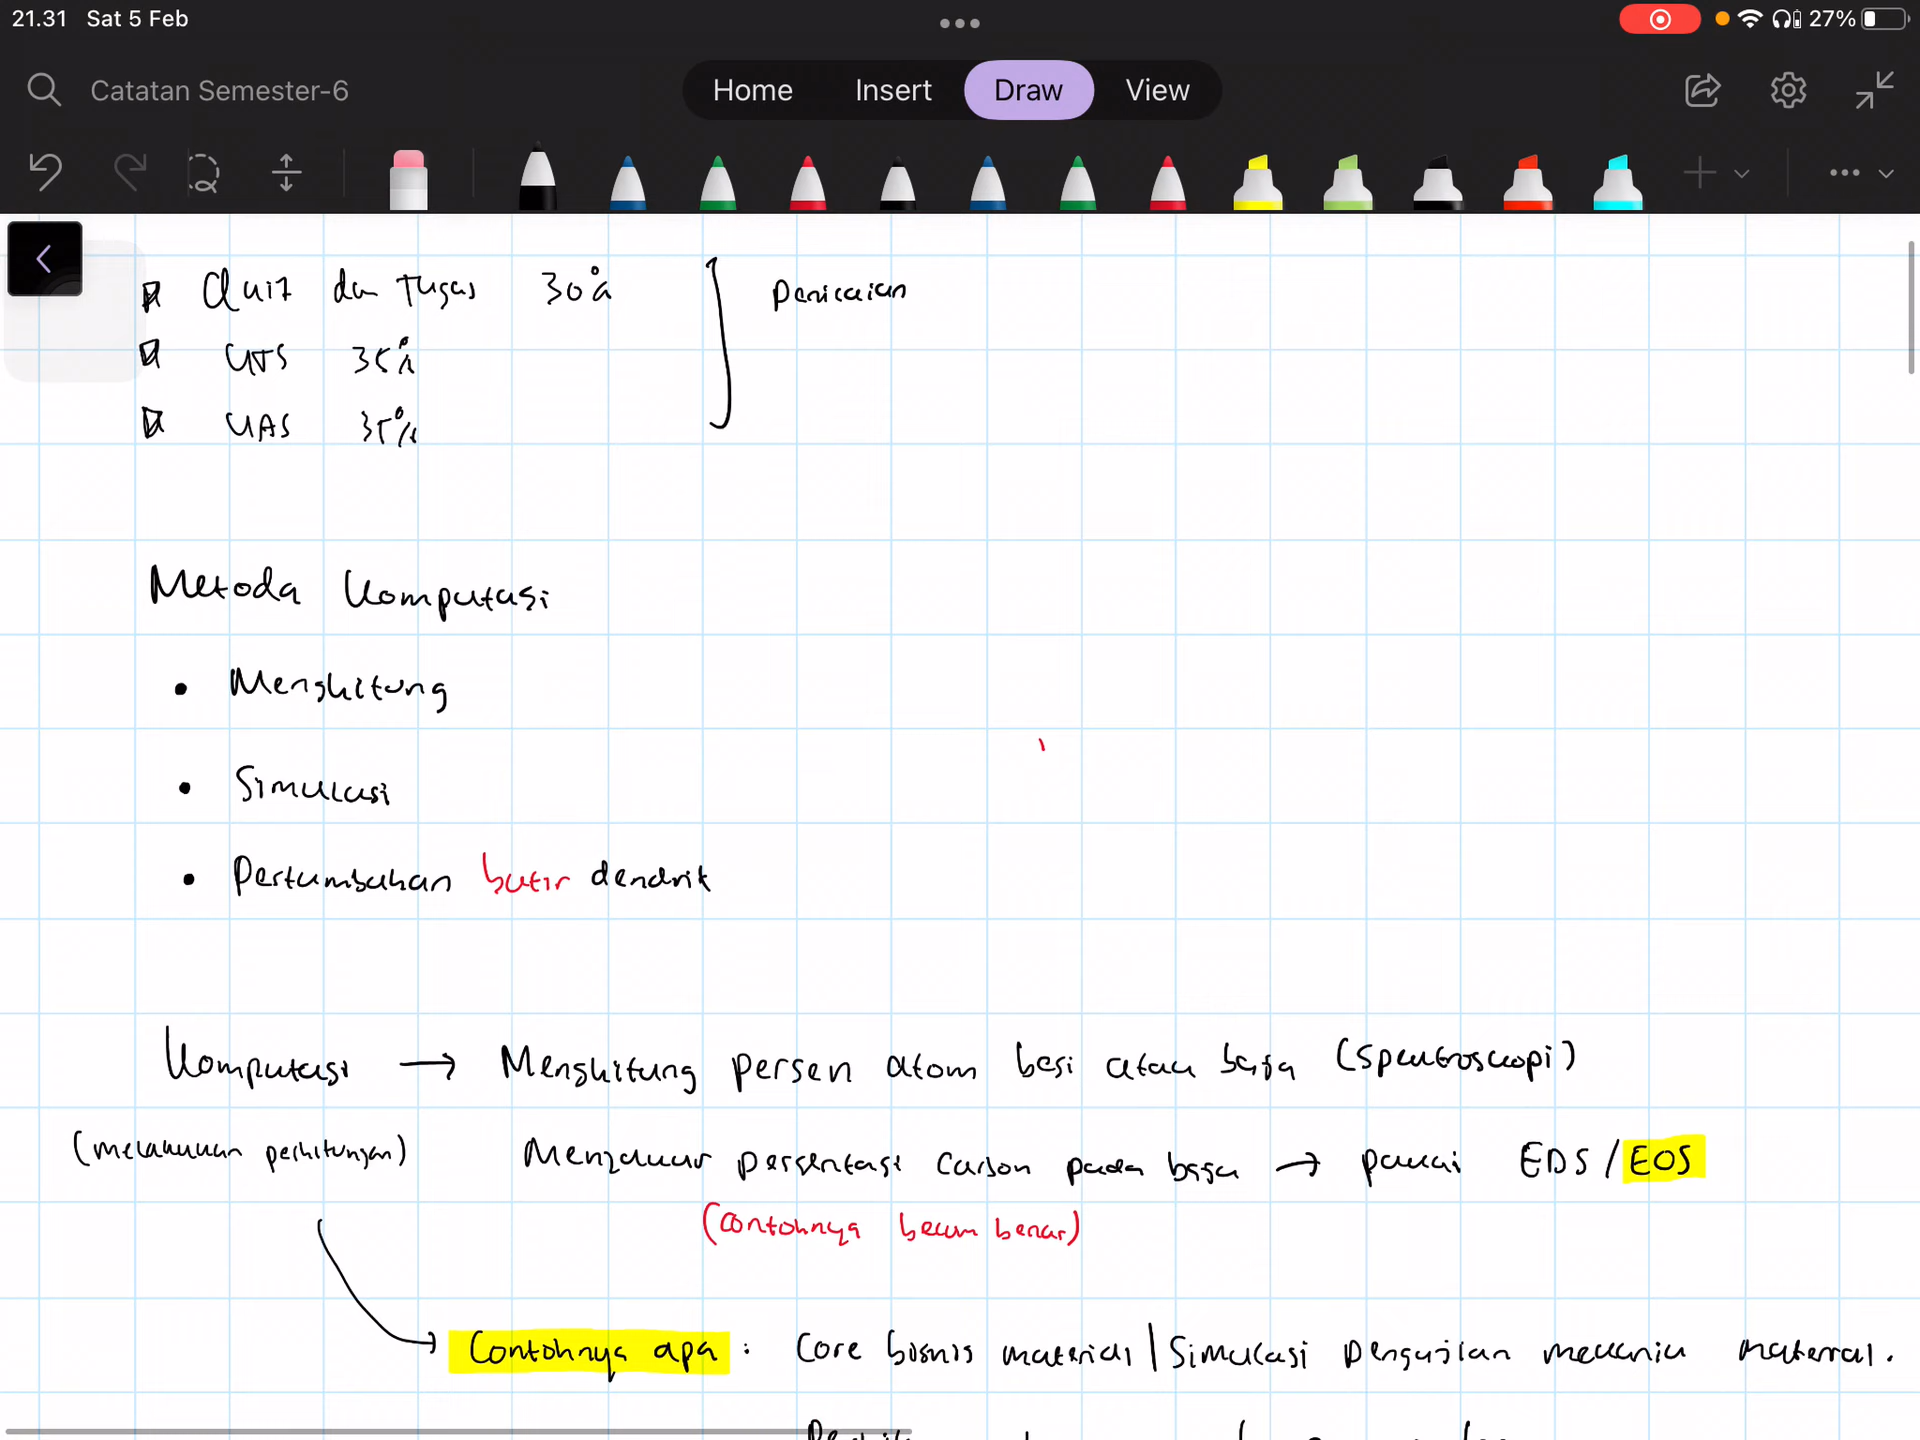 21.31 Sat 5 Feb
27%
Catatan Semester-6
Home Insert Draw View
Quiz dan Tugas 30%
Penilaian
UTS 35%
UAS 35%
Metoda Komputasi
• Menghitung
• Simulasi
• Pertumbuhan butir dendrit
Komputasi → Menghitung persen atom besi atau baja (spektroskopi)
(melakukan perhitungan)
Mengukur persentasi carbon pada baja → pakai EDS/EOS
(Contohnya belum benar)
Contohnya apa : Core bisnis material | Simulasi pengujian mekanik material.